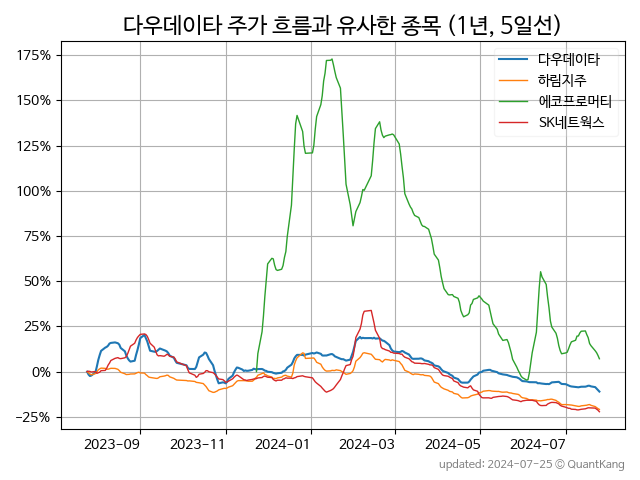 다우데이타 주가 흐름과 유사한 종목 (1년, 5일선)
다우데이타
하림지주
에코프로머티
SK네트웍스
175%
150%
125%
100%
75%
50%
25%
0%
−25%
2023-09 2023-11 2024-01 2024-03 2024-05 2024-07
updated: 2024-07-25 © QuantKang